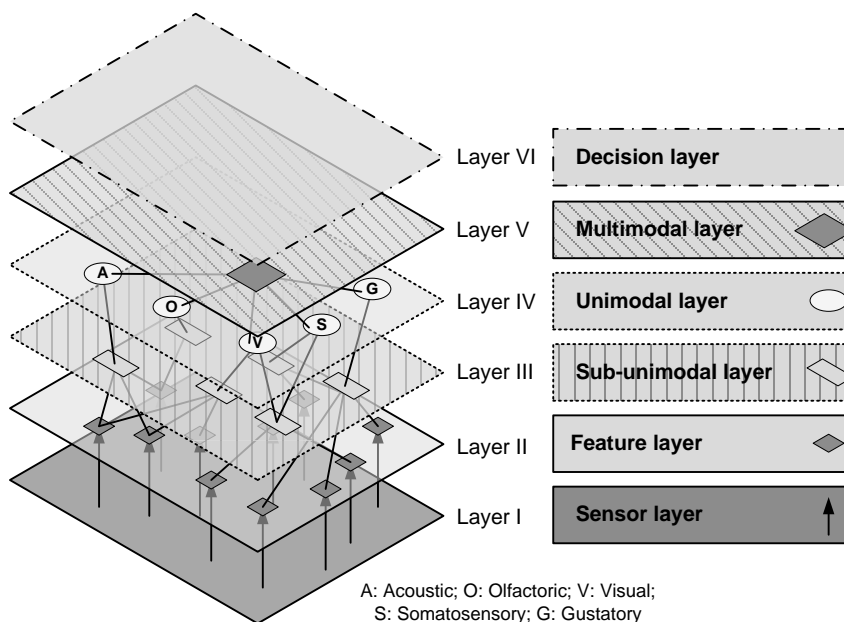 Layer VI Decision layer
Layer V Multimodal layer
A
G
Layer IV Unimodal layer
O
S
V
Layer III Sub-unimodal layer
Layer II Feature layer
Layer I Sensor layer
A: Acoustic; O: Olfactoric; V: Visual;
S: Somatosensory; G: Gustatory